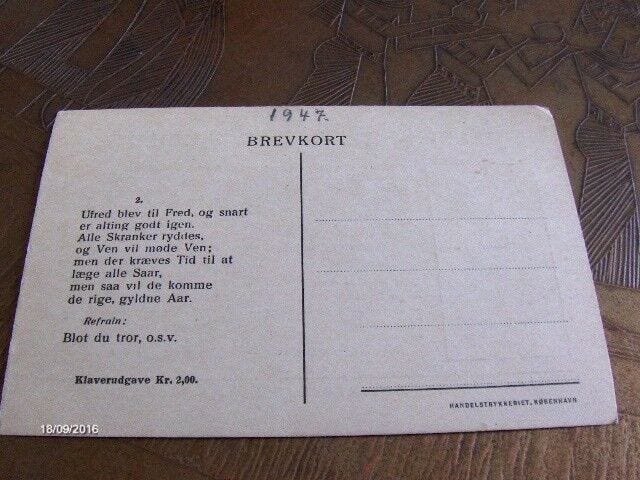 1947.
BREVKORT
2.
Ufred blev til Fred, og snart
er alting godt igen.
Alle Skranker ryddes,
og Ven vil møde Ven;
men der kræves Tid til at
læge alle Saar,
men saa vil de komme
de rige, gyldne Aar.
Refrain:
Blot du tror, o.s.v.
Klaverudgave Kr. 2,00.
HANDELSTRYKKERIET, KØBENHAVN
18/09/2016